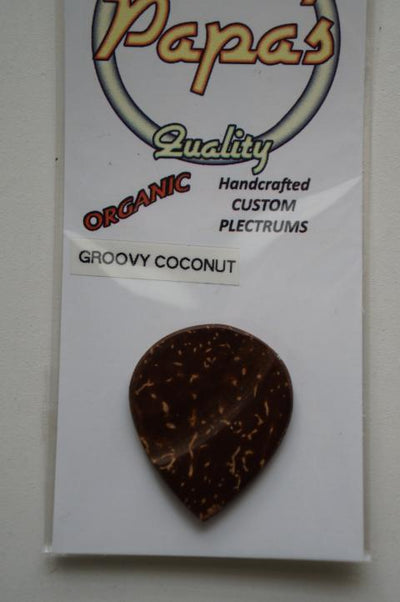 Papa's
Quality
ORGANIC
Handcrafted
CUSTOM
PLECTRUMS
GROOVY COCONUT